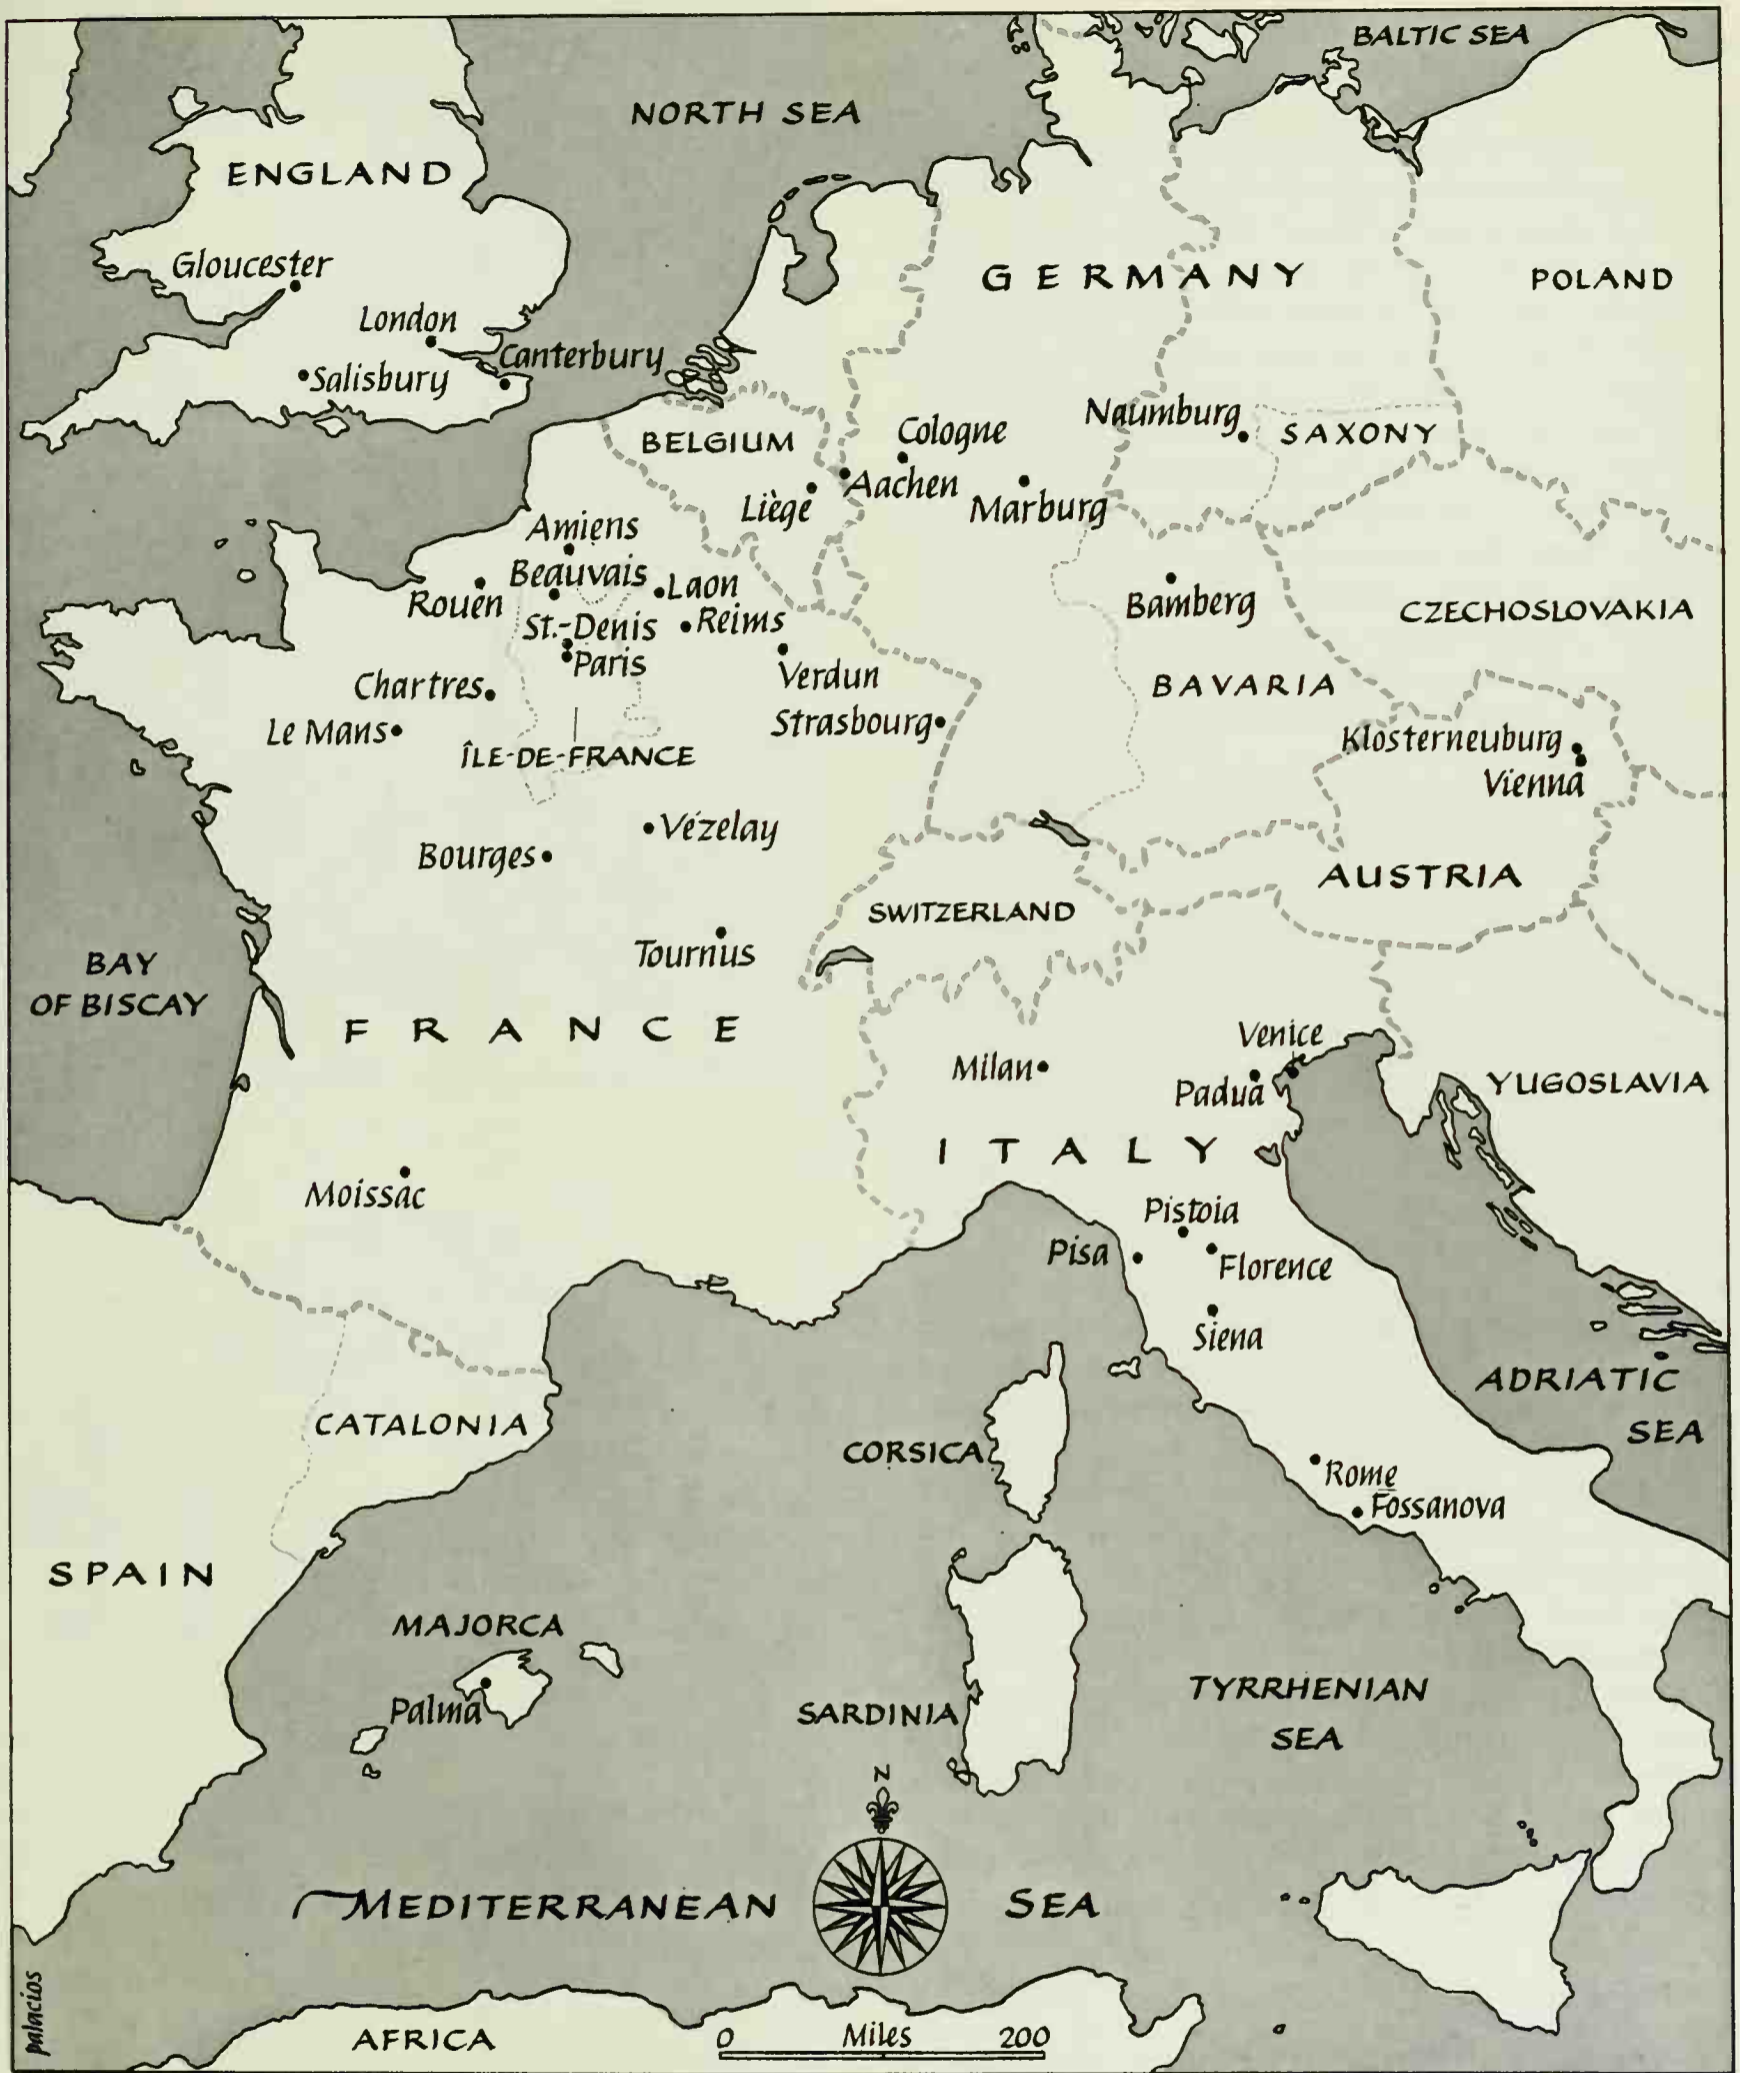 BALTIC SEA
NORTH SEA
ENGLAND
Gloucester
London
Canterbury
Salisbury
GERMANY
POLAND
Naumburg
SAXONY
BELGIUM
Cologne
Aachen
Liège
Marburg
Amiens
Beauvais
Laon
Rouen
St.-Denis
Reims
Paris
Verdun
Chartres
Le Mans
Strasbourg
ÎLE-DE-FRANCE
Bamberg
CZECHOSLOVAKIA
BAVARIA
Klosterneuburg
Vienna
Vézelay
Bourges
AUSTRIA
SWITZERLAND
Tournus
BAY
OF BISCAY
FRANCE
Venice
Milan
Padua
YUGOSLAVIA
ITALY
Moissac
Pistoia
Pisa
Florence
Siena
ADRIATIC
SEA
CATALONIA
CORSICA
Rome
Fossanova
SPAIN
MAJORCA
Palma
SARDINIA
TYRRHENIAN
SEA
N
MEDITERRANEAN SEA
palacios
AFRICA
0 Miles 200